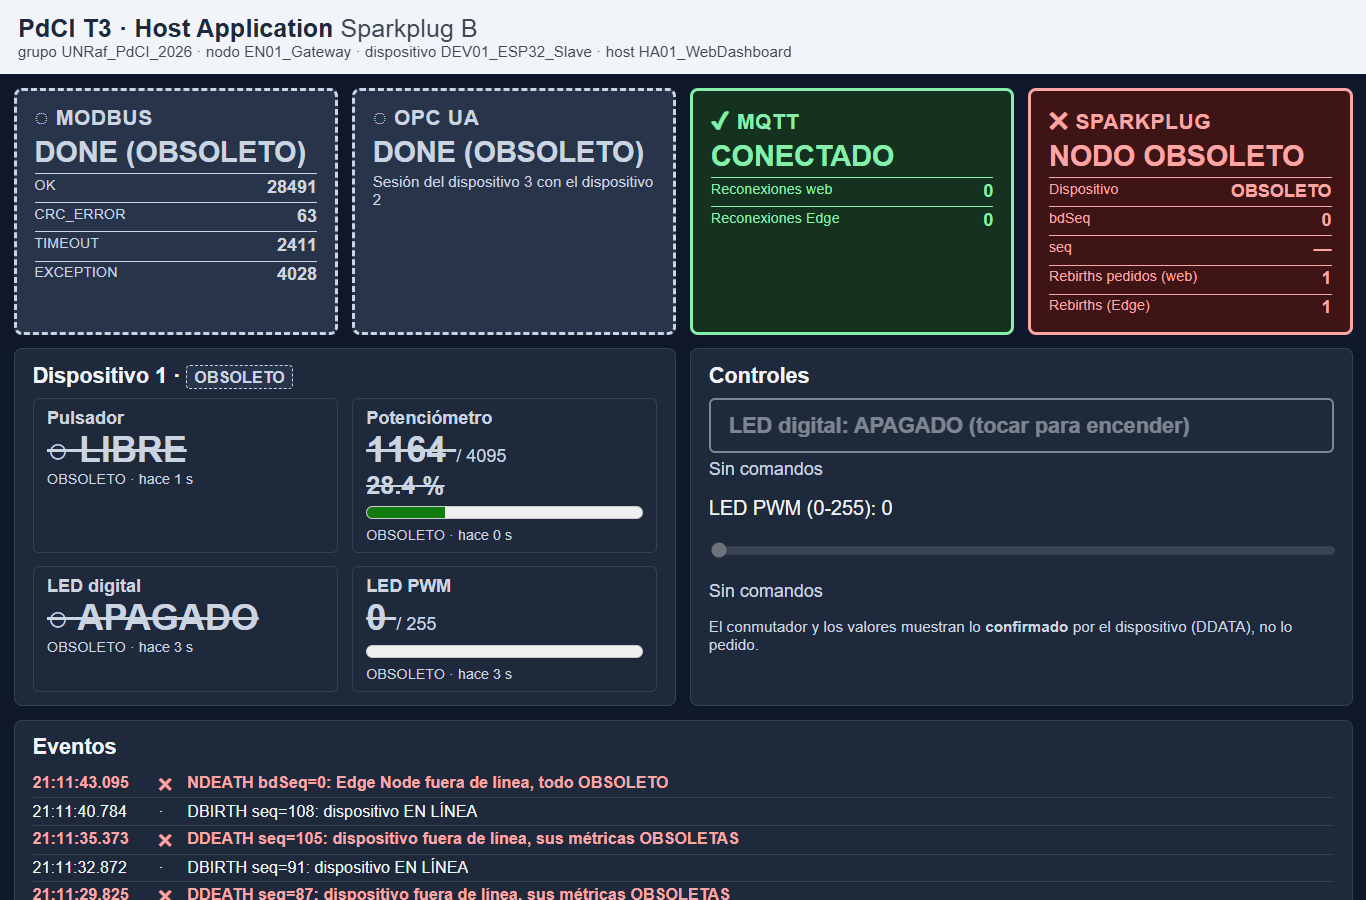 PdCI T3 · Host Application Sparkplug B
grupo UNRaf_PdCI_2026 · nodo EN01_Gateway · dispositivo DEV01_ESP32_Slave · host HA01_WebDashboard
◌ MODBUS
DONE (OBSOLETO)
OK 28491
CRC_ERROR 63
TIMEOUT 2411
EXCEPTION 4028
◌ OPC UA
DONE (OBSOLETO)
Sesión del dispositivo 3 con el dispositivo
2
✔ MQTT
CONECTADO
Reconexiones web 0
Reconexiones Edge 0
✕ SPARKPLUG
NODO OBSOLETO
Dispositivo OBSOLETO
bdSeq 0
seq —
Rebirths pedidos (web) 1
Rebirths (Edge) 1
Dispositivo 1 · OBSOLETO
Pulsador
○ LIBRE
OBSOLETO · hace 1 s
Potenciómetro
1164 / 4095
28.4 %
OBSOLETO · hace 0 s
LED digital
○ APAGADO
OBSOLETO · hace 3 s
LED PWM
0 / 255
OBSOLETO · hace 3 s
Controles
LED digital: APAGADO (tocar para encender)
Sin comandos
LED PWM (0-255): 0
Sin comandos
El conmutador y los valores muestran lo confirmado por el dispositivo (DDATA), no lo
pedido.
Eventos
21:11:43.095 ✕ NDEATH bdSeq=0: Edge Node fuera de línea, todo OBSOLETO
21:11:40.784 · DBIRTH seq=108: dispositivo EN LÍNEA
21:11:35.373 ✕ DDEATH seq=105: dispositivo fuera de línea, sus métricas OBSOLETAS
21:11:32.872 · DBIRTH seq=91: dispositivo EN LÍNEA
21:11:29.825 ✕ DDEATH seq=87: dispositivo fuera de línea, sus métricas OBSOLETAS